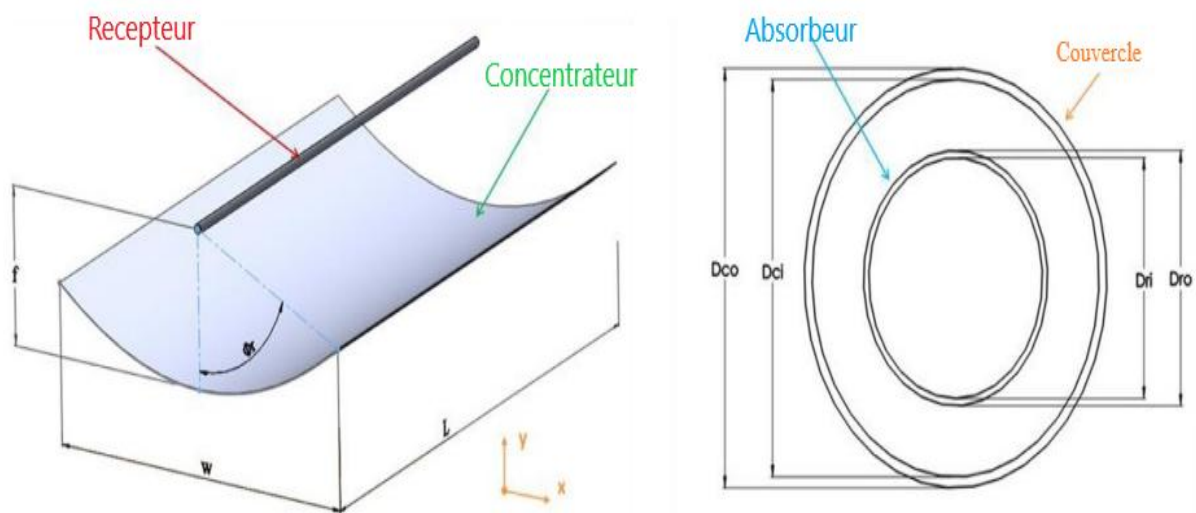 Recepteur
Concentrateur
f
W
L
y
x
Absorbeur
Couvercle
Dco
Dci
Dri
Dro